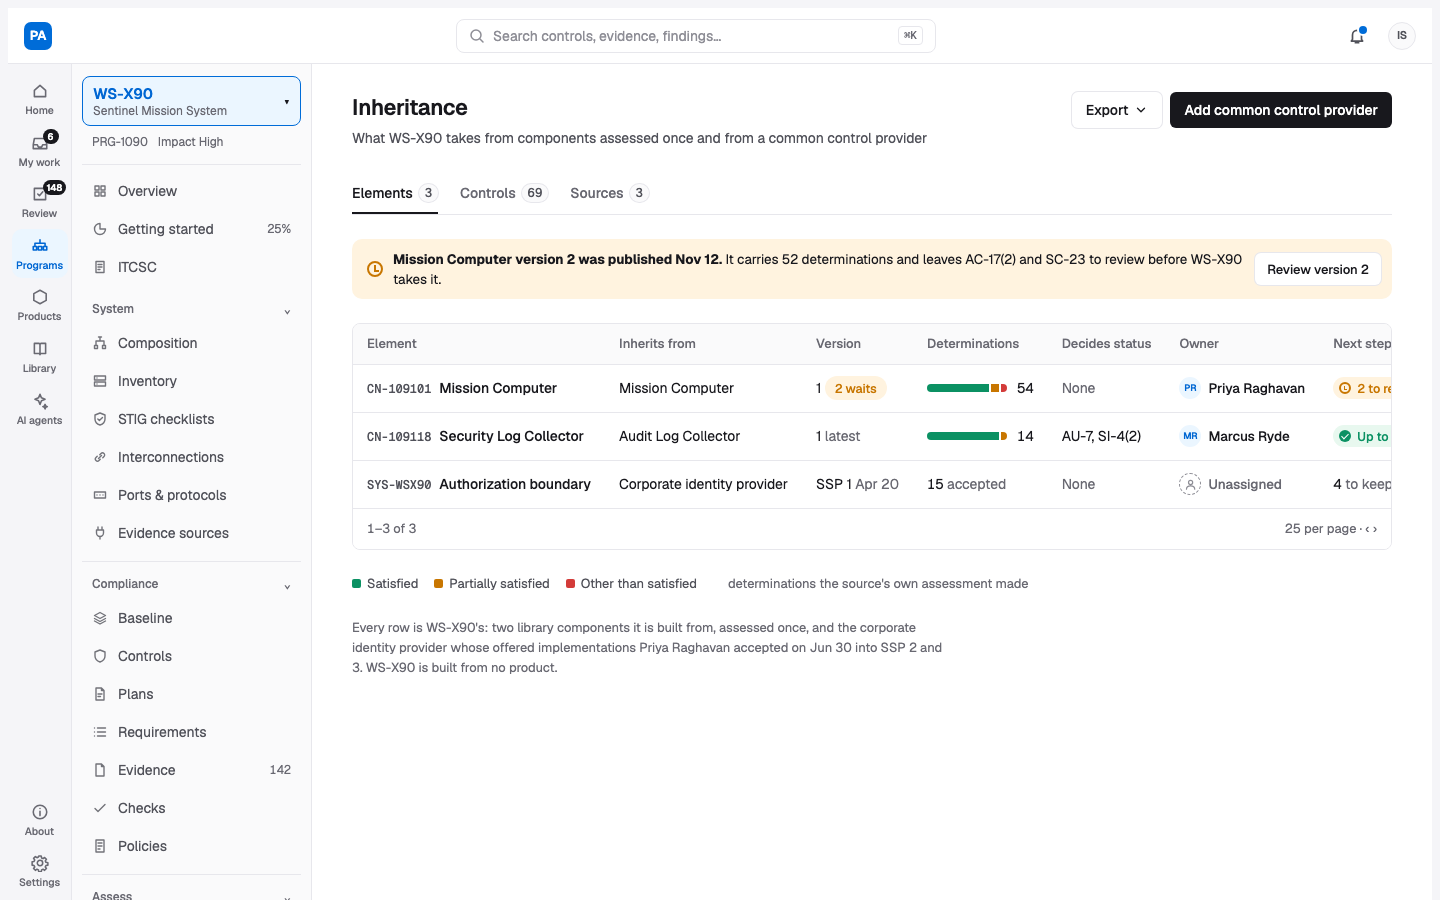 PA
Search controls, evidence, findings...
⌘K
IS
Home
6
My work
148
Review
Programs
Products
Library
AI agents
About
Settings
WS-X90
Sentinel Mission System
PRG-1090 Impact High
Overview
Getting started 25%
ITCSC
System
Composition
Inventory
STIG checklists
Interconnections
Ports & protocols
Evidence sources
Compliance
Baseline
Controls
Plans
Requirements
Evidence 142
Checks
Policies
Assess
Inheritance
What WS-X90 takes from components assessed once and from a common control provider
Export
Add common control provider
Elements 3 Controls 69 Sources 3
Mission Computer version 2 was published Nov 12. It carries 52 determinations and leaves AC-17(2) and SC-23 to review before WS-X90
takes it.
Review version 2
Element Inherits from Version Determinations Decides status Owner Next step
CN-109101 Mission Computer Mission Computer 1 2 waits 54 None PR Priya Raghavan 2 to re
CN-109118 Security Log Collector Audit Log Collector 1 latest 14 AU-7, SI-4(2) MR Marcus Ryde Up to
SYS-WSX90 Authorization boundary Corporate identity provider SSP 1 Apr 20 15 accepted None Unassigned 4 to keep
1–3 of 3 25 per page · ‹ ›
Satisfied Partially satisfied Other than satisfied determinations the source's own assessment made
Every row is WS-X90's: two library components it is built from, assessed once, and the corporate
identity provider whose offered implementations Priya Raghavan accepted on Jun 30 into SSP 2 and
3. WS-X90 is built from no product.